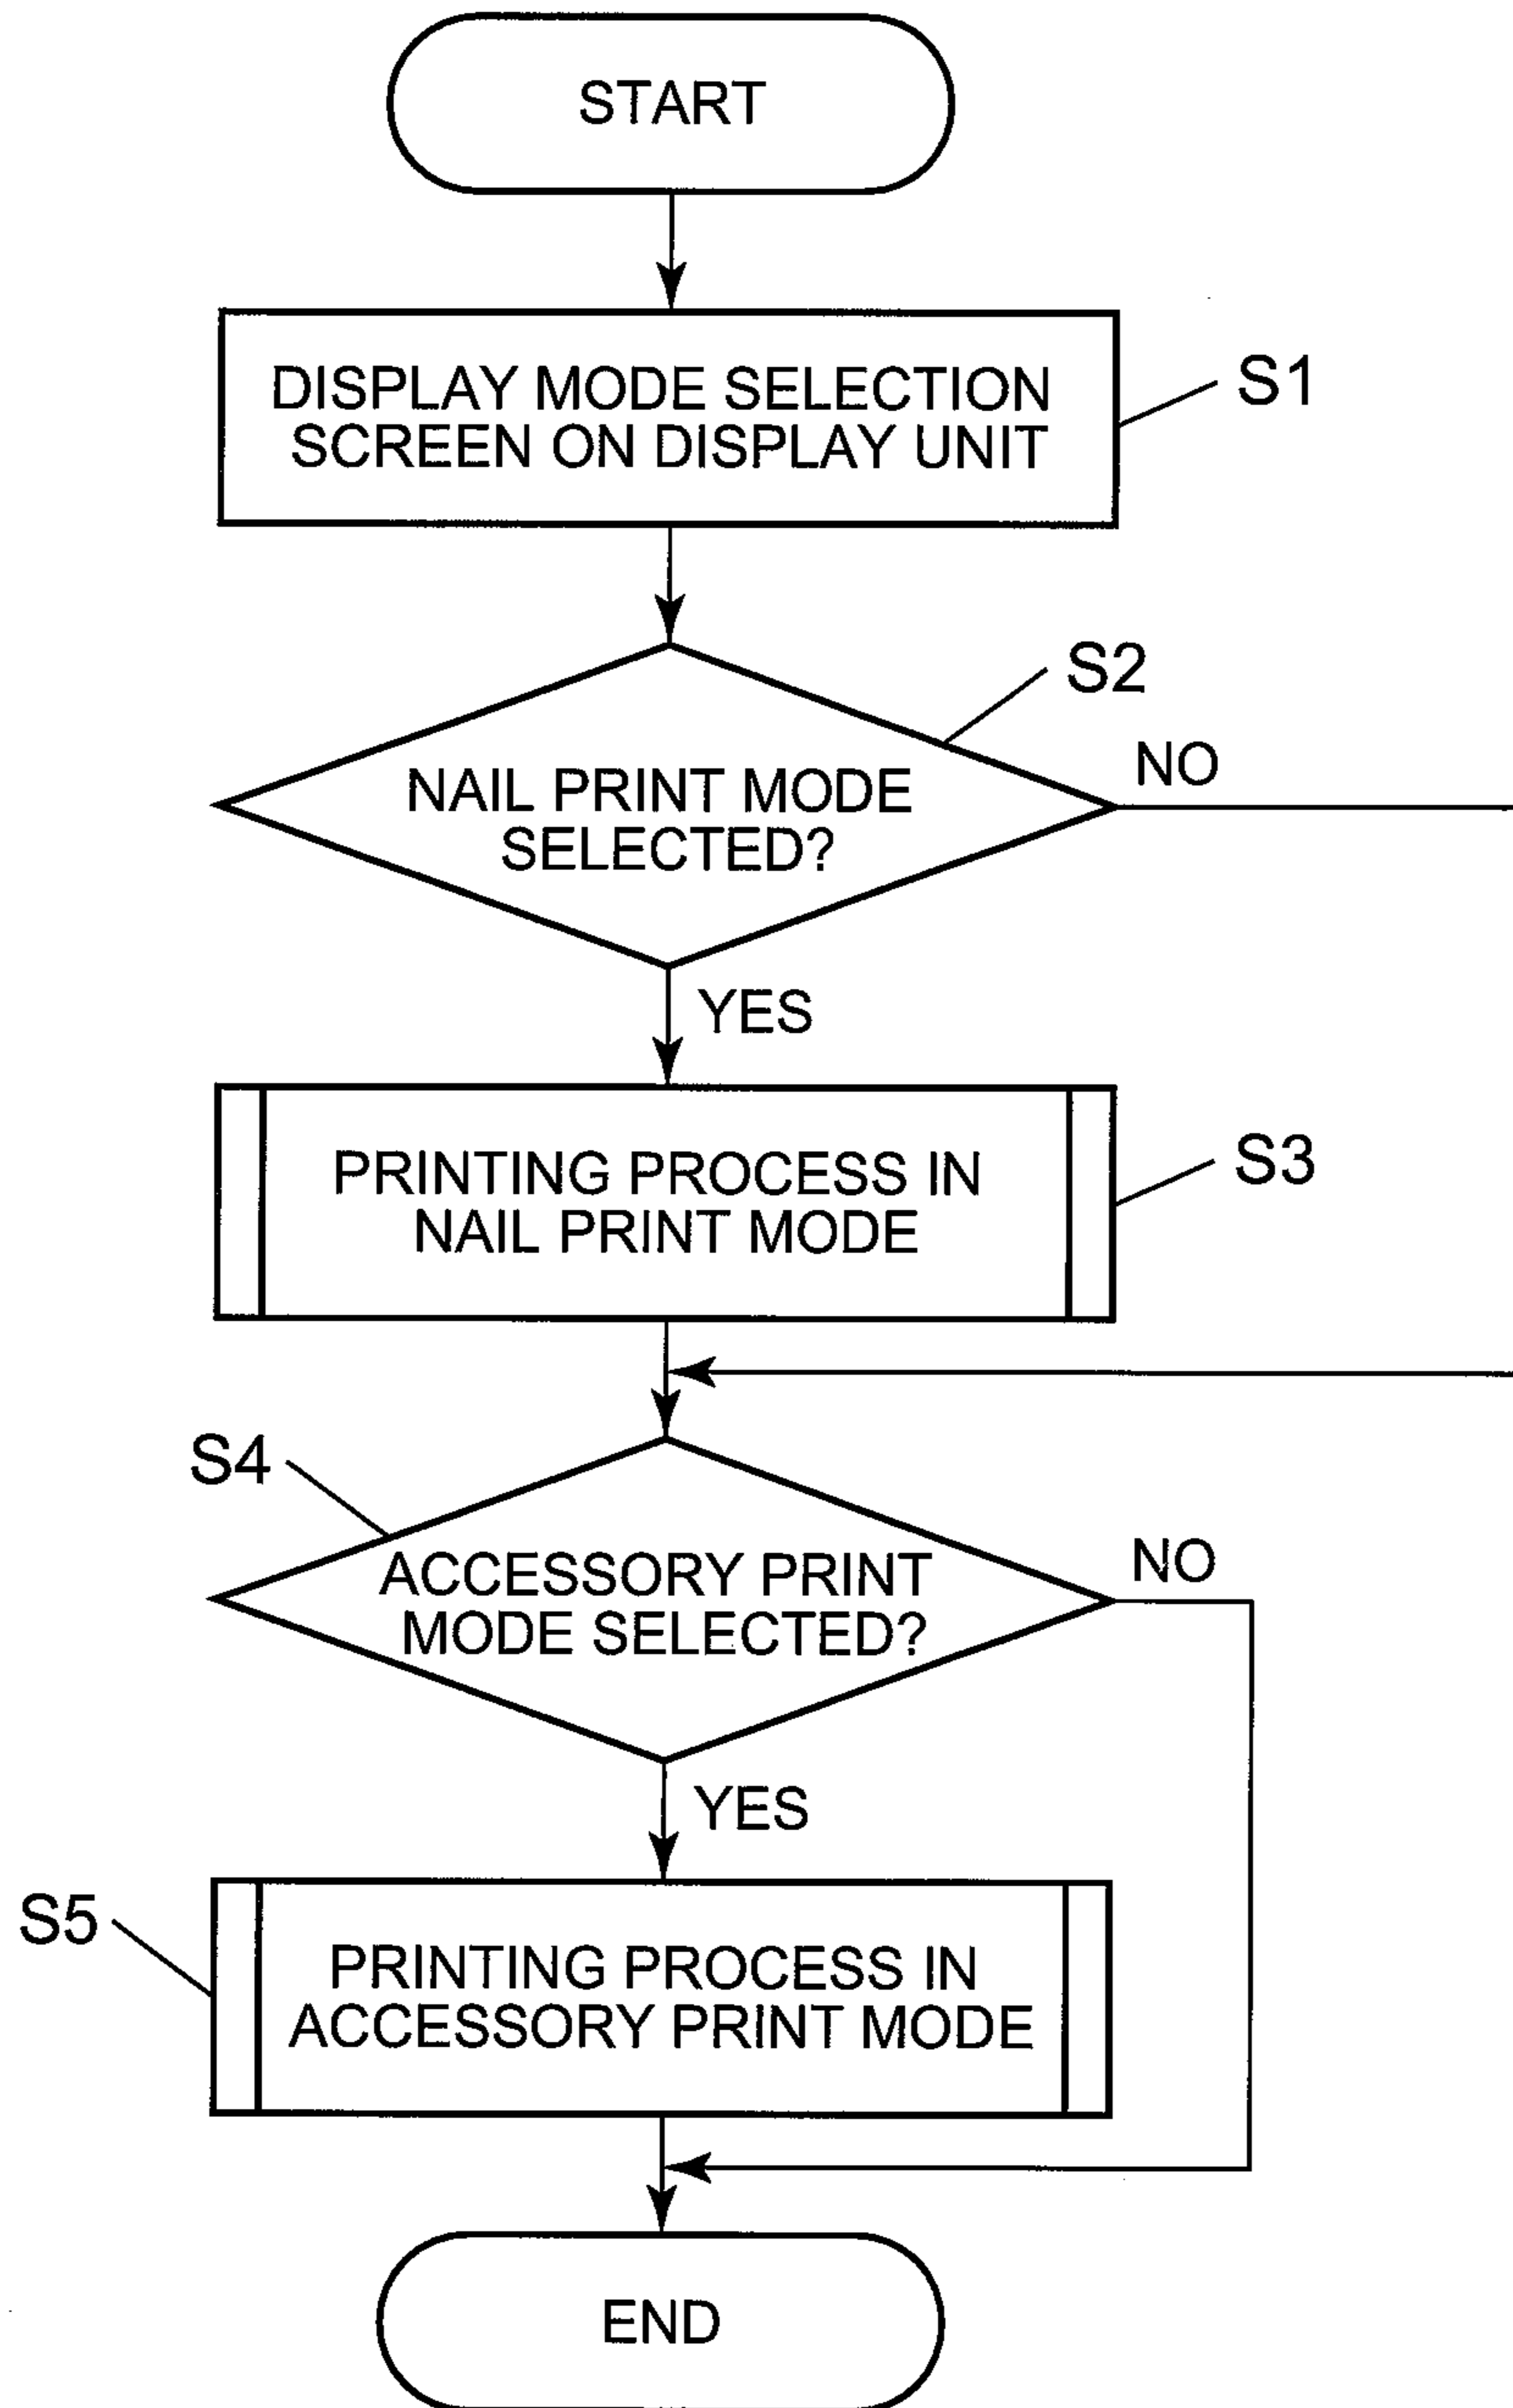 START
DISPLAY MODE SELECTION
SCREEN ON DISPLAY UNIT
S1
S2
NAIL PRINT MODE
SELECTED?
NO
YES
PRINTING PROCESS IN
NAIL PRINT MODE
S3
S4
ACCESSORY PRINT
MODE SELECTED?
NO
YES
S5
PRINTING PROCESS IN
ACCESSORY PRINT MODE
END